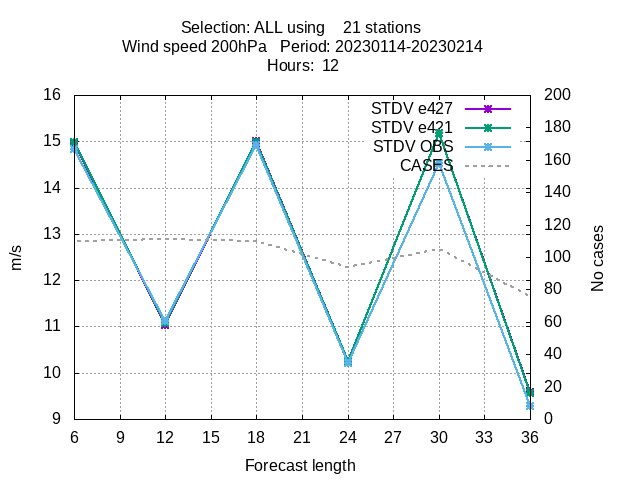 Selection: ALL using 21 stations
Wind speed 200hPa Period: 20230114-20230214
Hours: 12
STDV e427
STDV e421
STDV OBS
CASES
16
15
14
13
12
11
10
9
200
180
160
140
120
100
80
60
40
20
0
m/s
No cases
6 9 12 15 18 21 24 27 30 33 36
Forecast length